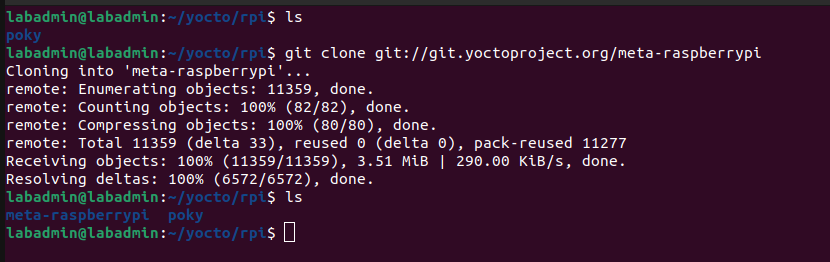 labadmin@labadmin:~/yocto/rpi$ ls
poky
labadmin@labadmin:~/yocto/rpi$ git clone git://git.yoctoproject.org/meta-raspberrypi
Cloning into 'meta-raspberrypi'...
remote: Enumerating objects: 11359, done.
remote: Counting objects: 100% (82/82), done.
remote: Compressing objects: 100% (80/80), done.
remote: Total 11359 (delta 33), reused 0 (delta 0), pack-reused 11277
Receiving objects: 100% (11359/11359), 3.51 MiB | 290.00 KiB/s, done.
Resolving deltas: 100% (6572/6572), done.
labadmin@labadmin:~/yocto/rpi$ ls
meta-raspberrypi  poky
labadmin@labadmin:~/yocto/rpi$